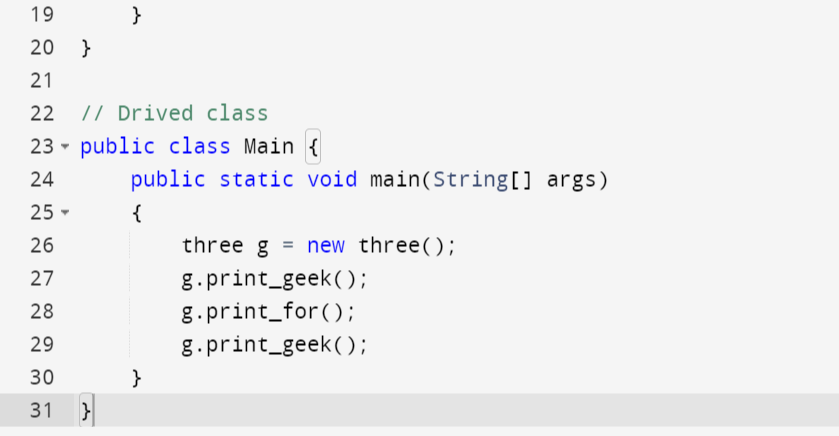 19 }
20 }
21
22 // Drived class
23 public class Main {
24 public static void main(String[] args)
25 {
26 three g = new three();
27 g.print_geek();
28 g.print_for();
29 g.print_geek();
30 }
31 }